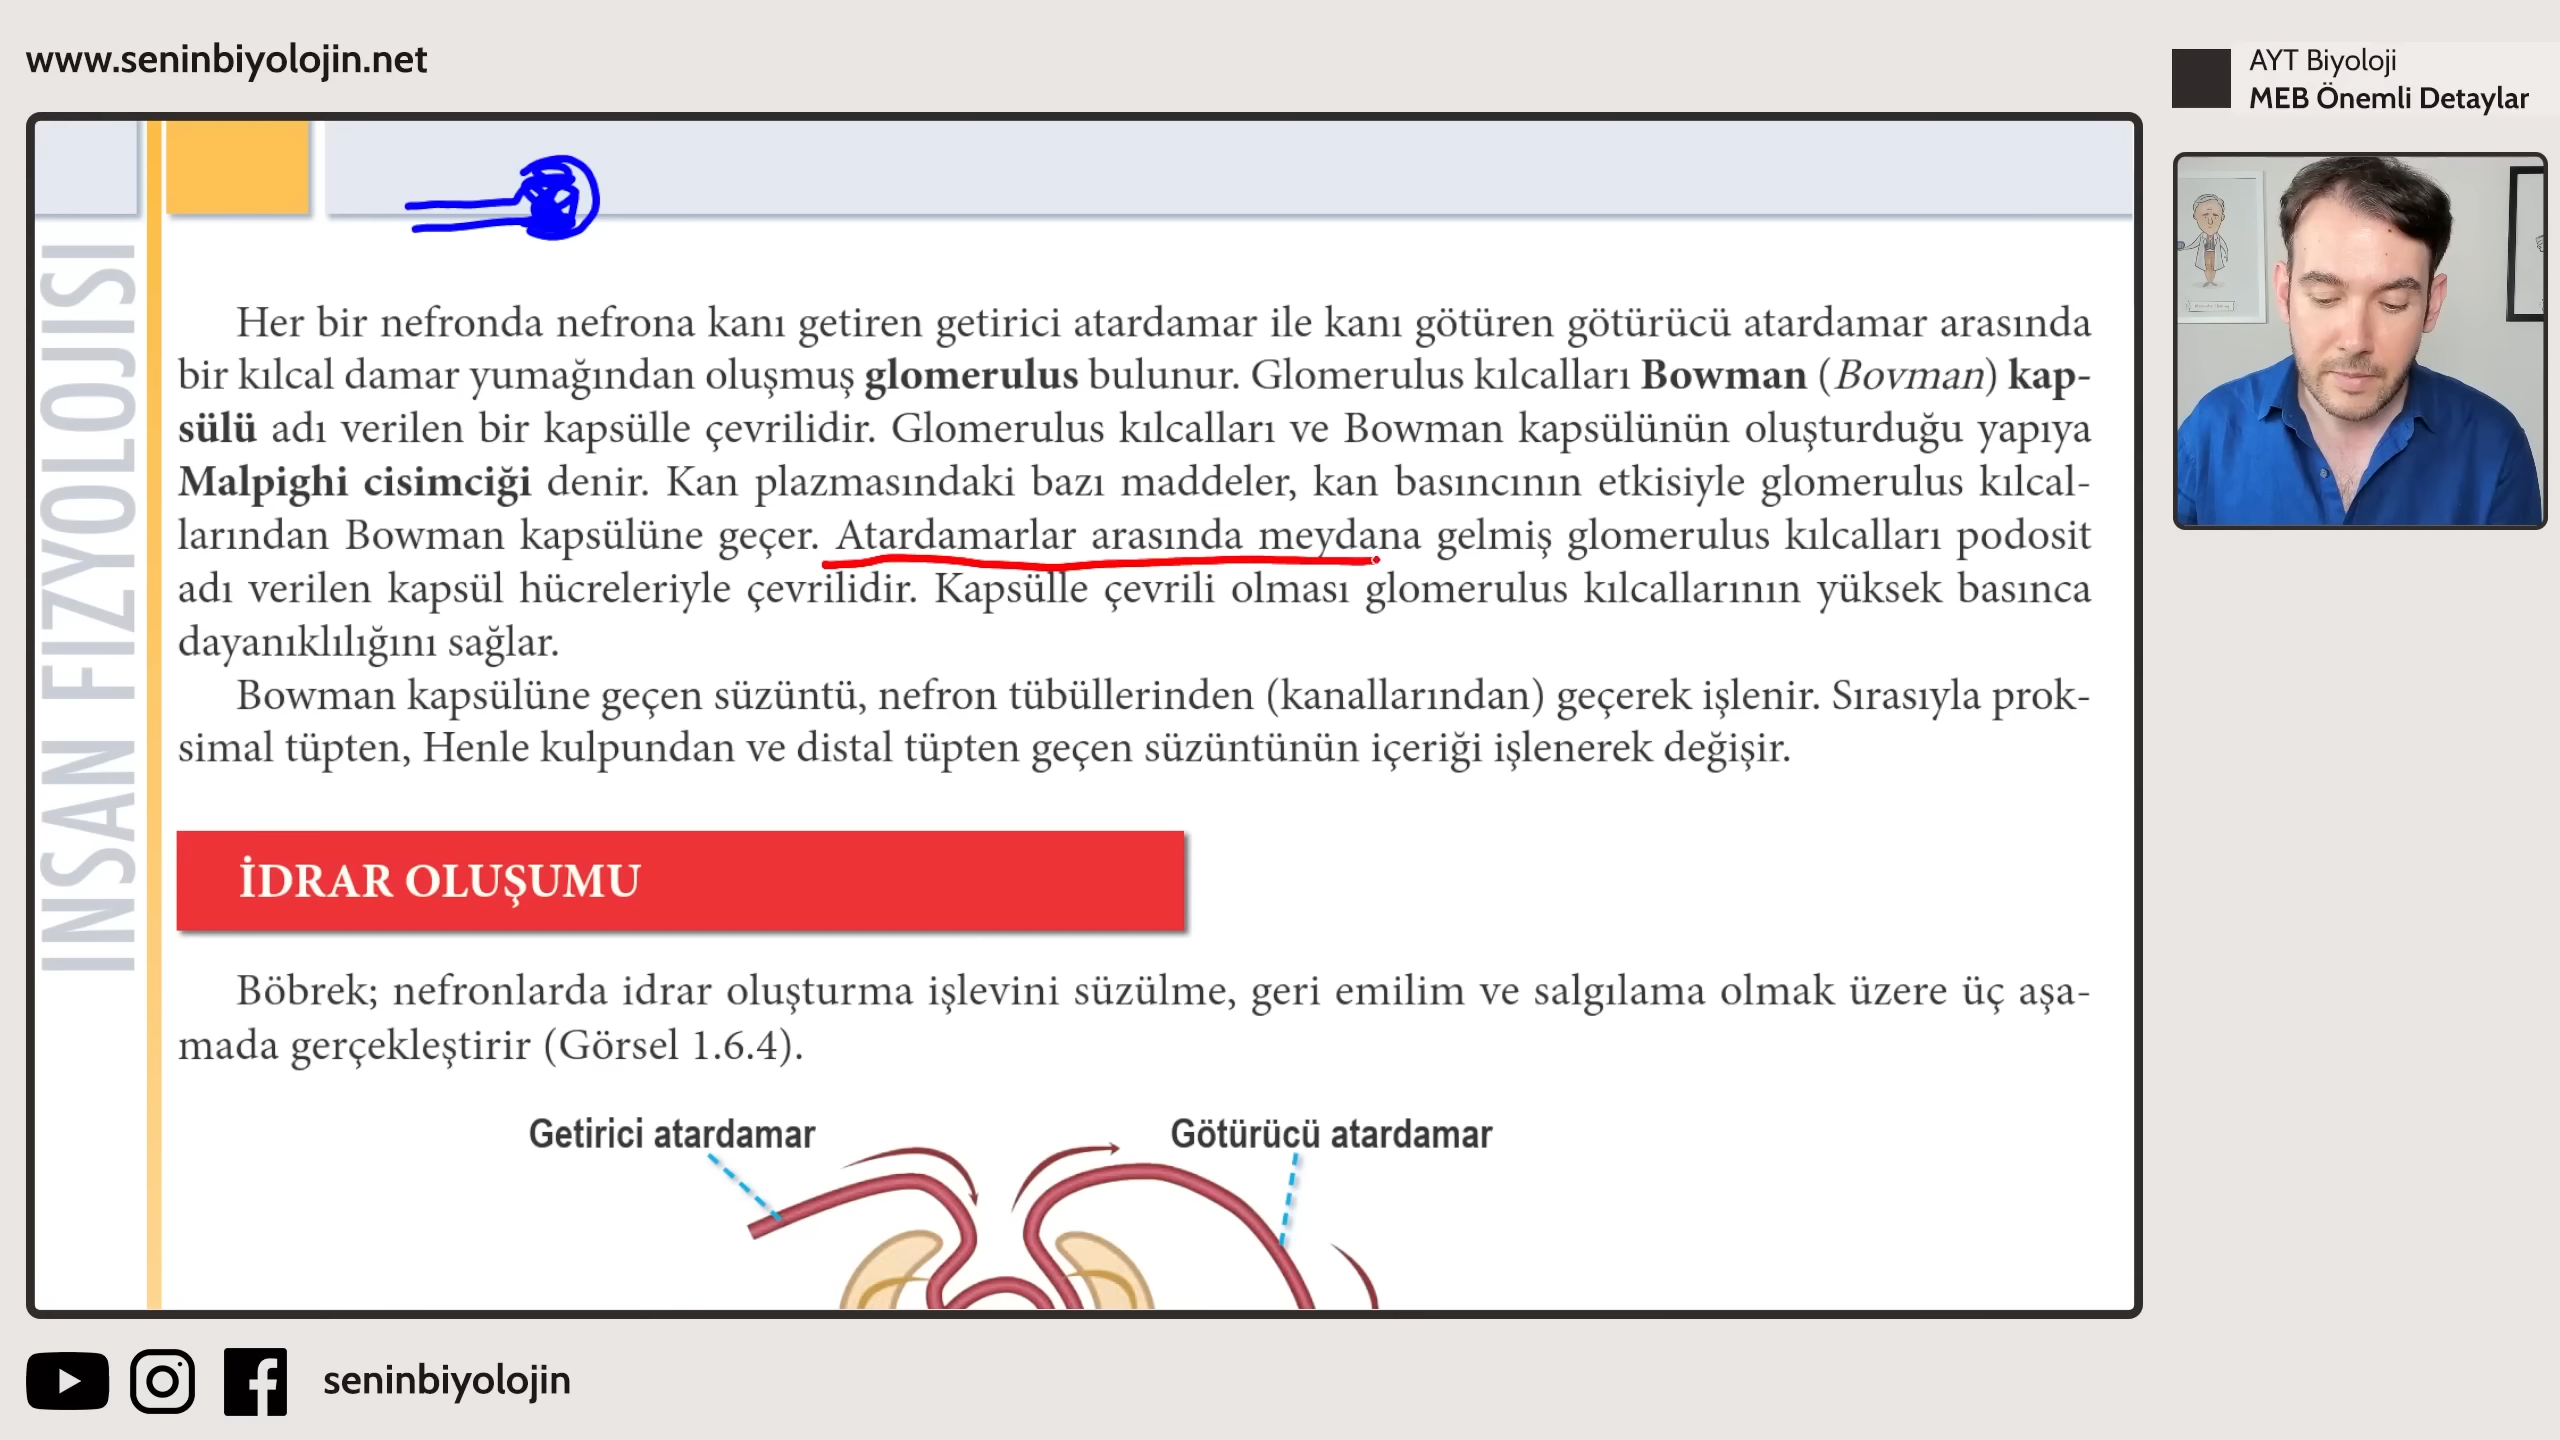 www.seninbiyolojin.net
AYT Biyoloji
MEB Önemli Detaylar
İNSAN FİZYOLOJİSİ
Her bir nefronda nefrona kanı getiren getirici atardamar ile kanı götüren götürücü atardamar arasında
bir kılcal damar yumağından oluşmuş glomerulus bulunur. Glomerulus kılcalları Bowman (Bovman) kap-
sülü adı verilen bir kapsülle çevrilidir. Glomerulus kılcalları ve Bowman kapsülünün oluşturduğu yapıya
Malpighi cisimciği denir. Kan plazmasındaki bazı maddeler, kan basıncının etkisiyle glomerulus kılcal-
larından Bowman kapsülüne geçer. Atardamarlar arasında meydana gelmiş glomerulus kılcalları podosit
adı verilen kapsül hücreleriyle çevrilidir. Kapsülle çevrili olması glomerulus kılcallarının yüksek basınca
dayanıklılığını sağlar.
Bowman kapsülüne geçen süzüntü, nefron tübüllerinden (kanallarından) geçerek işlenir. Sırasıyla prok-
simal tüpten, Henle kulpundan ve distal tüpten geçen süzüntünün içeriği işlenerek değişir.
İDRAR OLUŞUMU
Böbrek; nefronlarda idrar oluşturma işlevini süzülme, geri emilim ve salgılama olmak üzere üç aşa-
mada gerçekleştirir (Görsel 1.6.4).
Getirici atardamar
Götürücü atardamar
seninbiyolojin